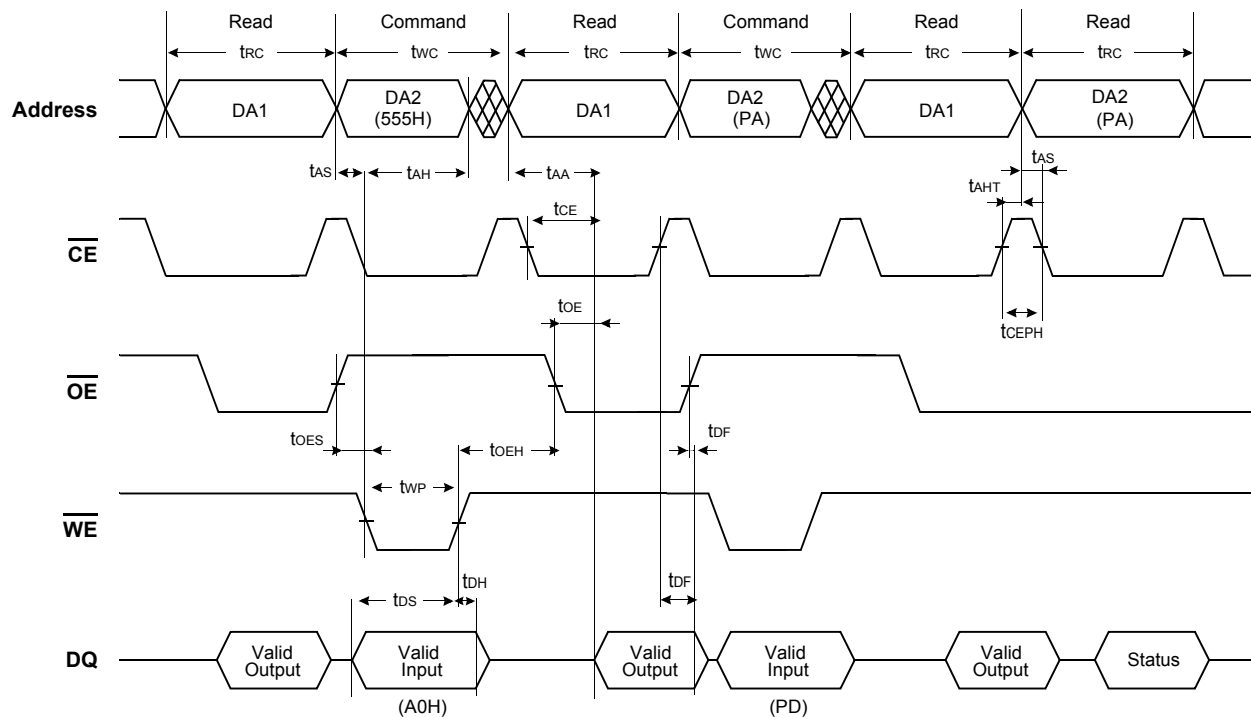 Read Command Read Command Read Read
tRC tWC tRC tWC tRC tRC
Address
DA1
DA2
(555H)
DA1
DA2
(PA)
DA1
DA2
(PA)
tAS tAH tAA tAS
tAHT
tCE
CE
tOE
tCEPH
OE
tOES tOEH tDF
tWP
WE
tDH tDF
tDS
DQ
Valid
Output
Valid
Input
Valid
Output
Valid
Input
Valid
Output
Status
(A0H) (PD)